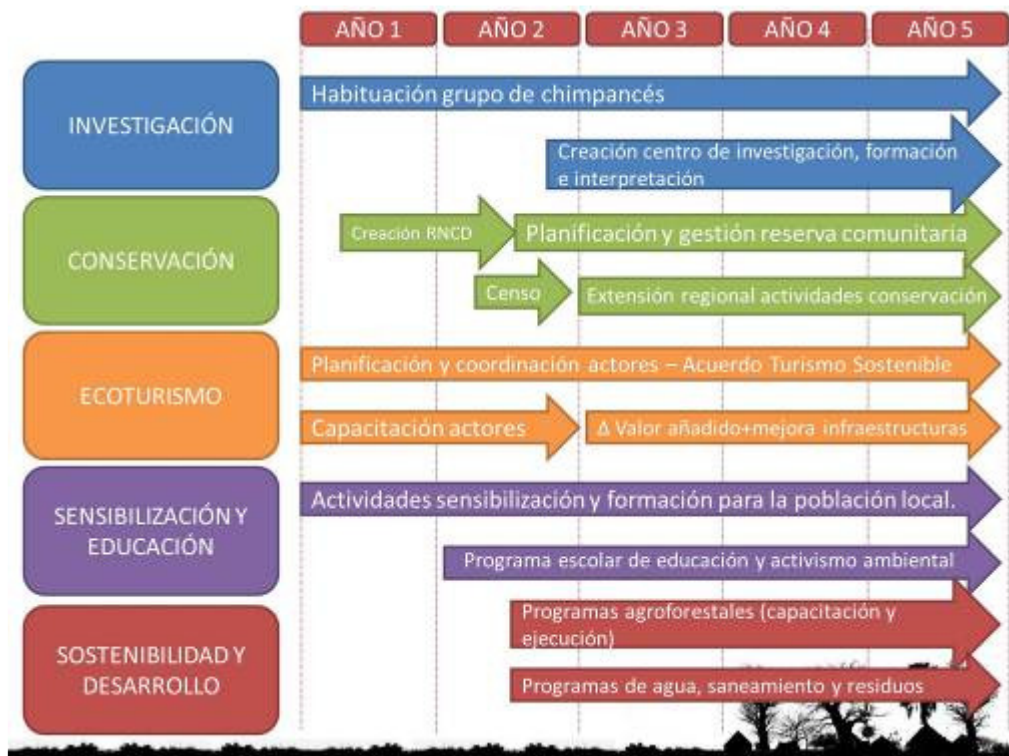 AÑO 1
AÑO 2
AÑO 3
AÑO 4
AÑO 5
INVESTIGACIÓN
Habituación grupo de chimpancés
Creación centro de investigación, formación
e interpretación
CONSERVACIÓN
Creación RNCD
Planificación y gestión reserva comunitaria
Censo
Extensión regional actividades conservación
ECOTURISMO
Planificación y coordinación actores – Acuerdo Turismo Sostenible
Capacitación actores
Δ Valor añadido+mejora infraestructuras
SENSIBILIZACIÓN Y
EDUCACIÓN
Actividades sensibilización y formación para la población local.
Programa escolar de educación y activismo ambiental
SOSTENIBILIDAD Y
DESARROLLO
Programas agroforestales (capacitación y
ejecución)
Programas de agua, saneamiento y residuos